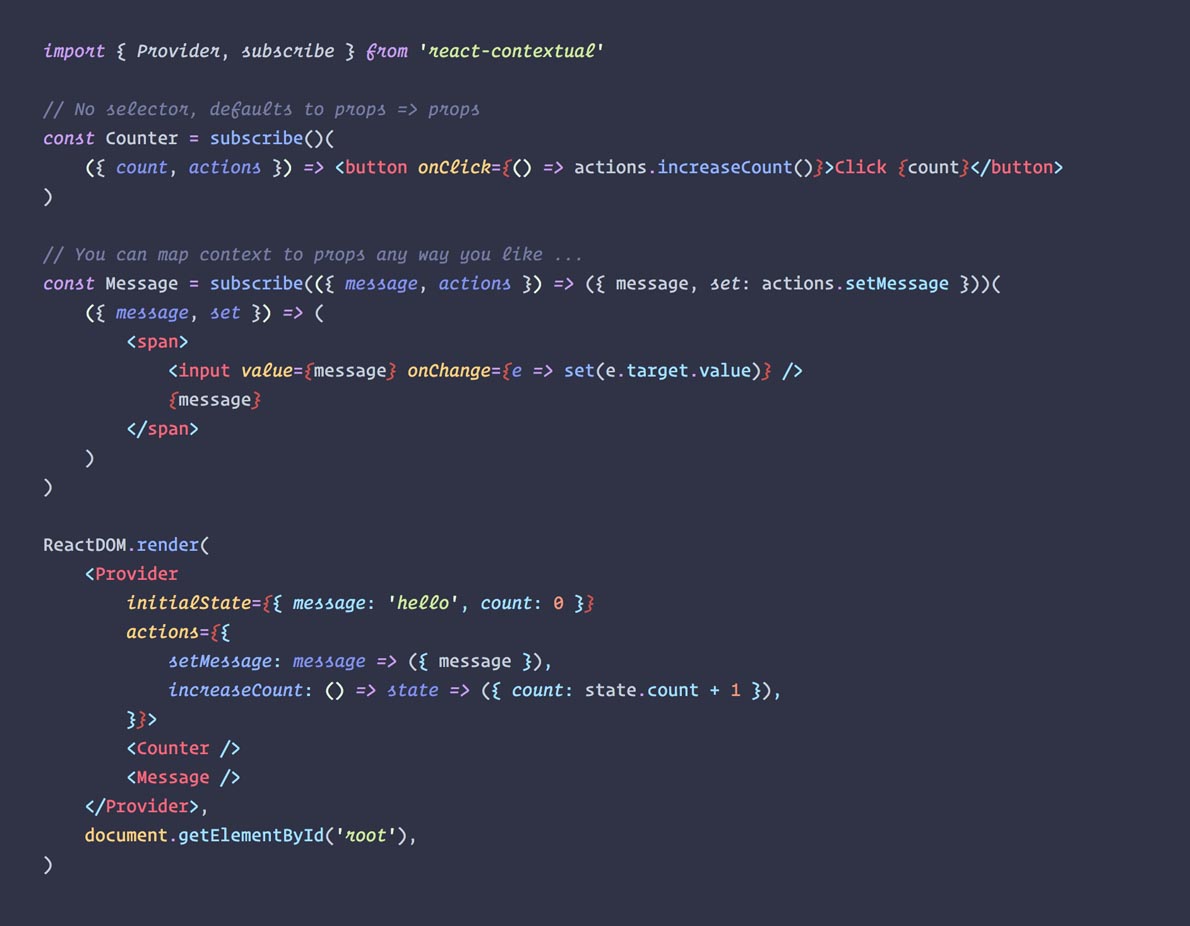 import { Provider, subscribe } from 'react-contextual'
// No selector, defaults to props => props
const Counter = subscribe()(
    ({ count, actions }) => <button onClick={() => actions.increaseCount()}>Click {count}</button>
)
// You can map context to props any way you like ...
const Message = subscribe(({ message, actions }) => ({ message, set: actions.setMessage }))(
    ({ message, set }) => (
        <span>
            <input value={message} onChange={e => set(e.target.value)} />
            {message}
        </span>
    )
)
ReactDOM.render(
    <Provider
        initialState={{ message: 'hello', count: 0 }}
        actions={{
            setMessage: message => ({ message }),
            increaseCount: () => state => ({ count: state.count + 1 }),
        }}>
        <Counter />
        <Message />
    </Provider>,
    document.getElementById('root'),
)